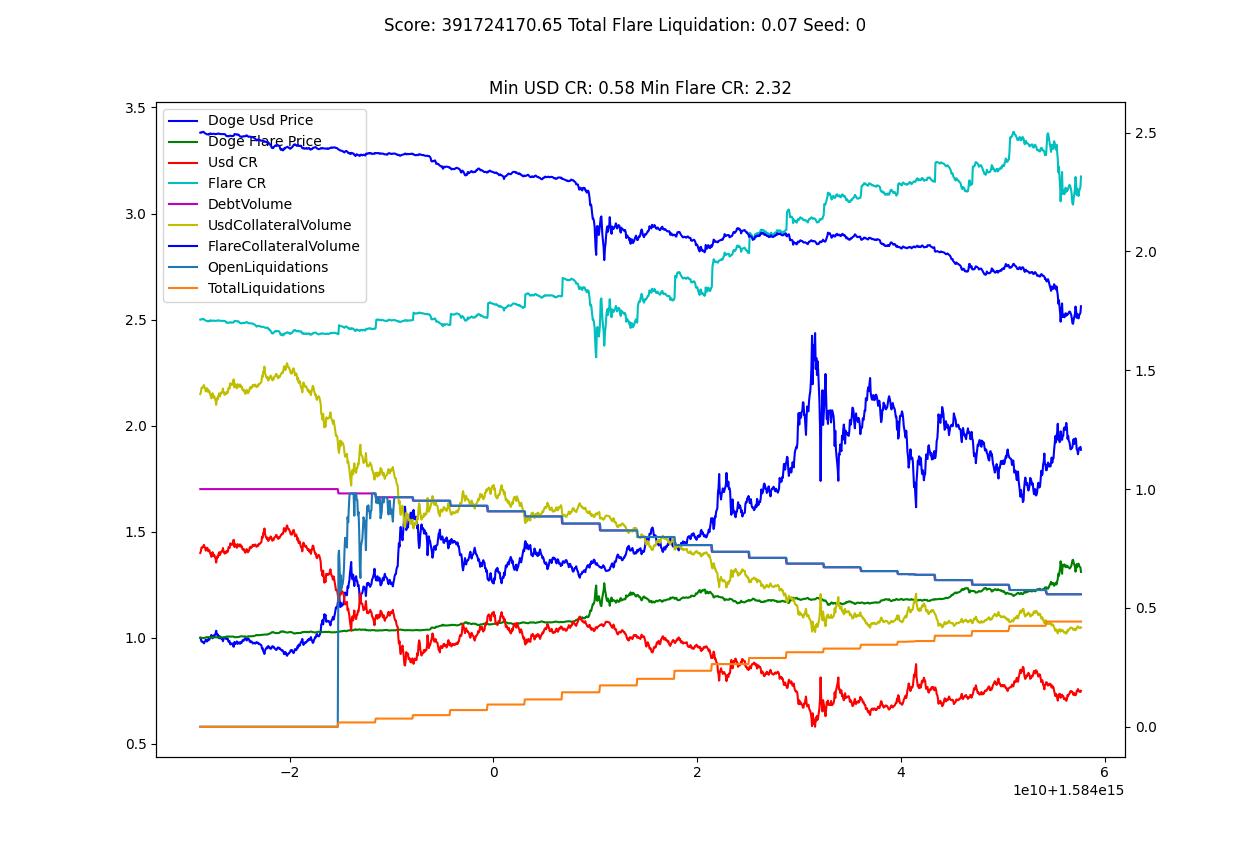 Score: 391724170.65 Total Flare Liquidation: 0.07 Seed: 0
Min USD CR: 0.58 Min Flare CR: 2.32
3.5
3.0
2.5
2.0
1.5
1.0
0.5
Doge Usd Price
Doge Flare Price
Usd CR
Flare CR
DebtVolume
UsdCollateralVolume
FlareCollateralVolume
OpenLiquidations
TotalLiquidations
2.5
2.0
1.5
1.0
0.5
0.0
−2 0 2 4 6
1e10+1.584e15